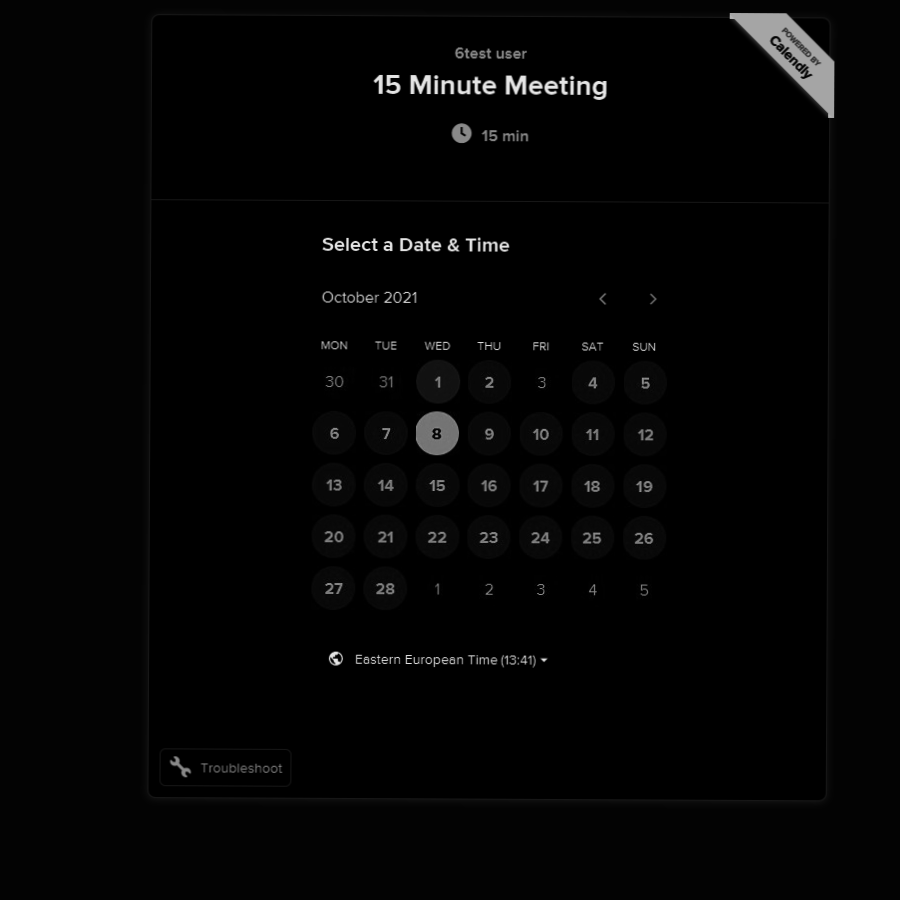 POWERED BY
Calendly
6test user
15 Minute Meeting
15 min
Select a Date & Time
October 2021
MON TUE WED THU FRI SAT SUN
30 31 1 2 3 4 5
6 7 8 9 10 11 12
13 14 15 16 17 18 19
20 21 22 23 24 25 26
27 28 1 2 3 4 5
Eastern European Time (13:41)
Troubleshoot